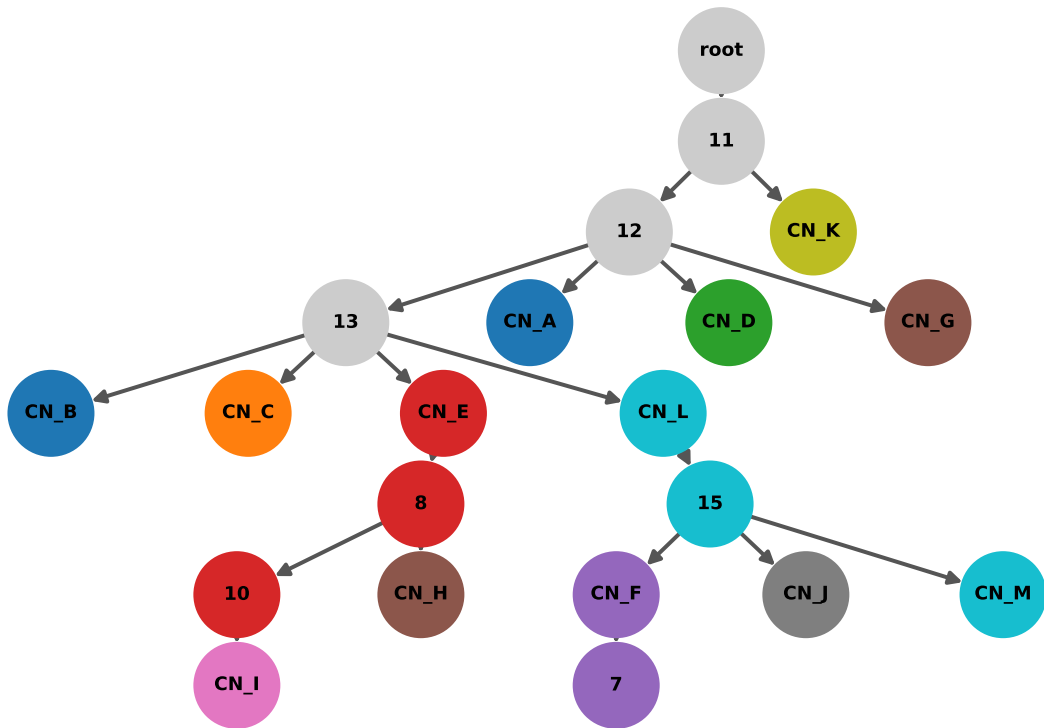 root
11
12
CN_K
13
CN_A
CN_D
CN_G
CN_B
CN_C
CN_E
CN_L
8
15
10
CN_H
CN_F
CN_J
CN_M
CN_I
7